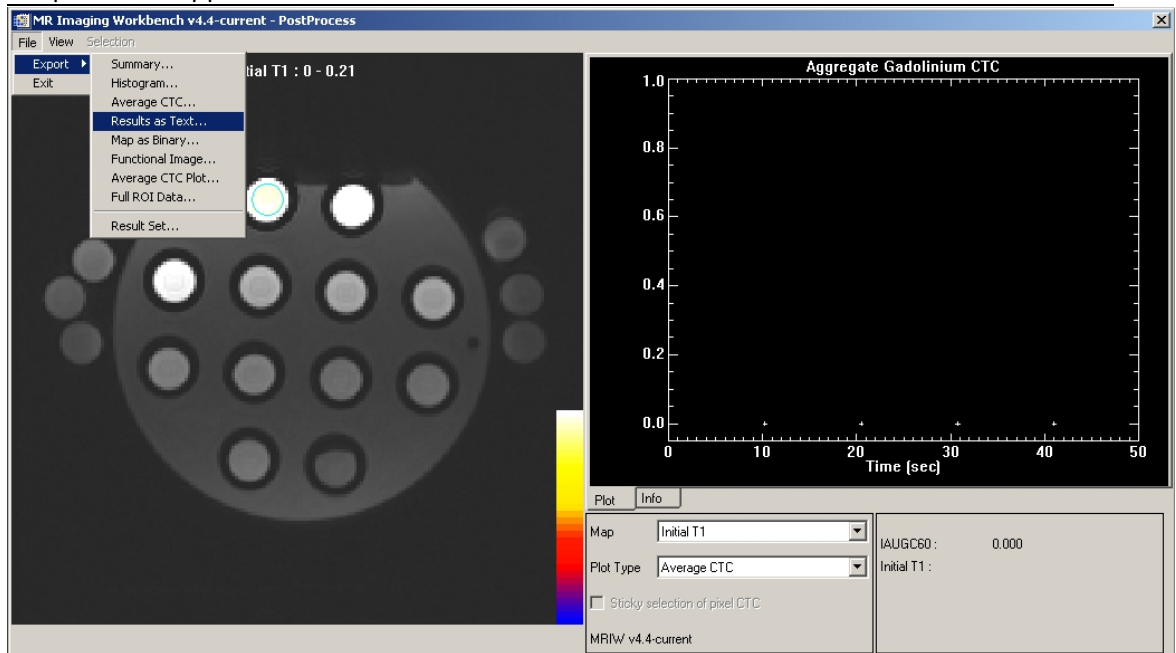 MR Imaging Workbench v4.4-current - PostProcess
File View Selection
Export
Exit
Summary...
Histogram...
Average CTC...
Results as Text...
Map as Binary...
Functional Image...
Average CTC Plot...
Full ROI Data...
Result Set...
tial T1 : 0 - 0.21
Aggregate Gadolinium CTC
1.0
0.8
0.6
0.4
0.2
0.0
0 10 20 30 40 50
Time (sec)
Plot Info
Map Initial T1
Plot Type Average CTC
Sticky selection of pixel CTC
MRIW v4.4-current
IAUGC60 : 0.000
Initial T1 :